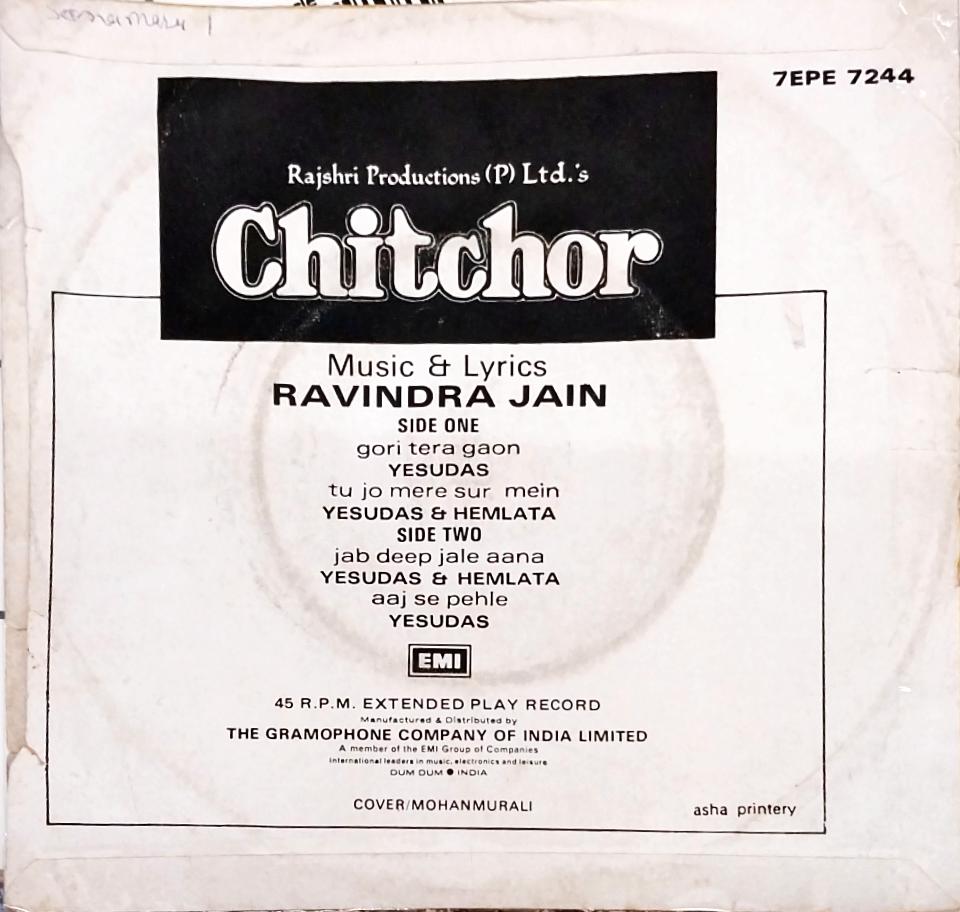 7EPE 7244
Rajshri Productions (P) Ltd.'s
Chitchor
Music & Lyrics
RAVINDRA JAIN
SIDE ONE
gori tera gaon
YESUDAS
tu jo mere sur mein
YESUDAS & HEMLATA
SIDE TWO
jab deep jale aana
YESUDAS & HEMLATA
aaj se pehle
YESUDAS
EMI
45 R.P.M. EXTENDED PLAY RECORD
Manufactured & Distributed by
THE GRAMOPHONE COMPANY OF INDIA LIMITED
A member of the EMI Group of Companies
International leaders in music, electronics and leisure
DUM DUM ● INDIA
COVER/MOHANMURALI
asha printery